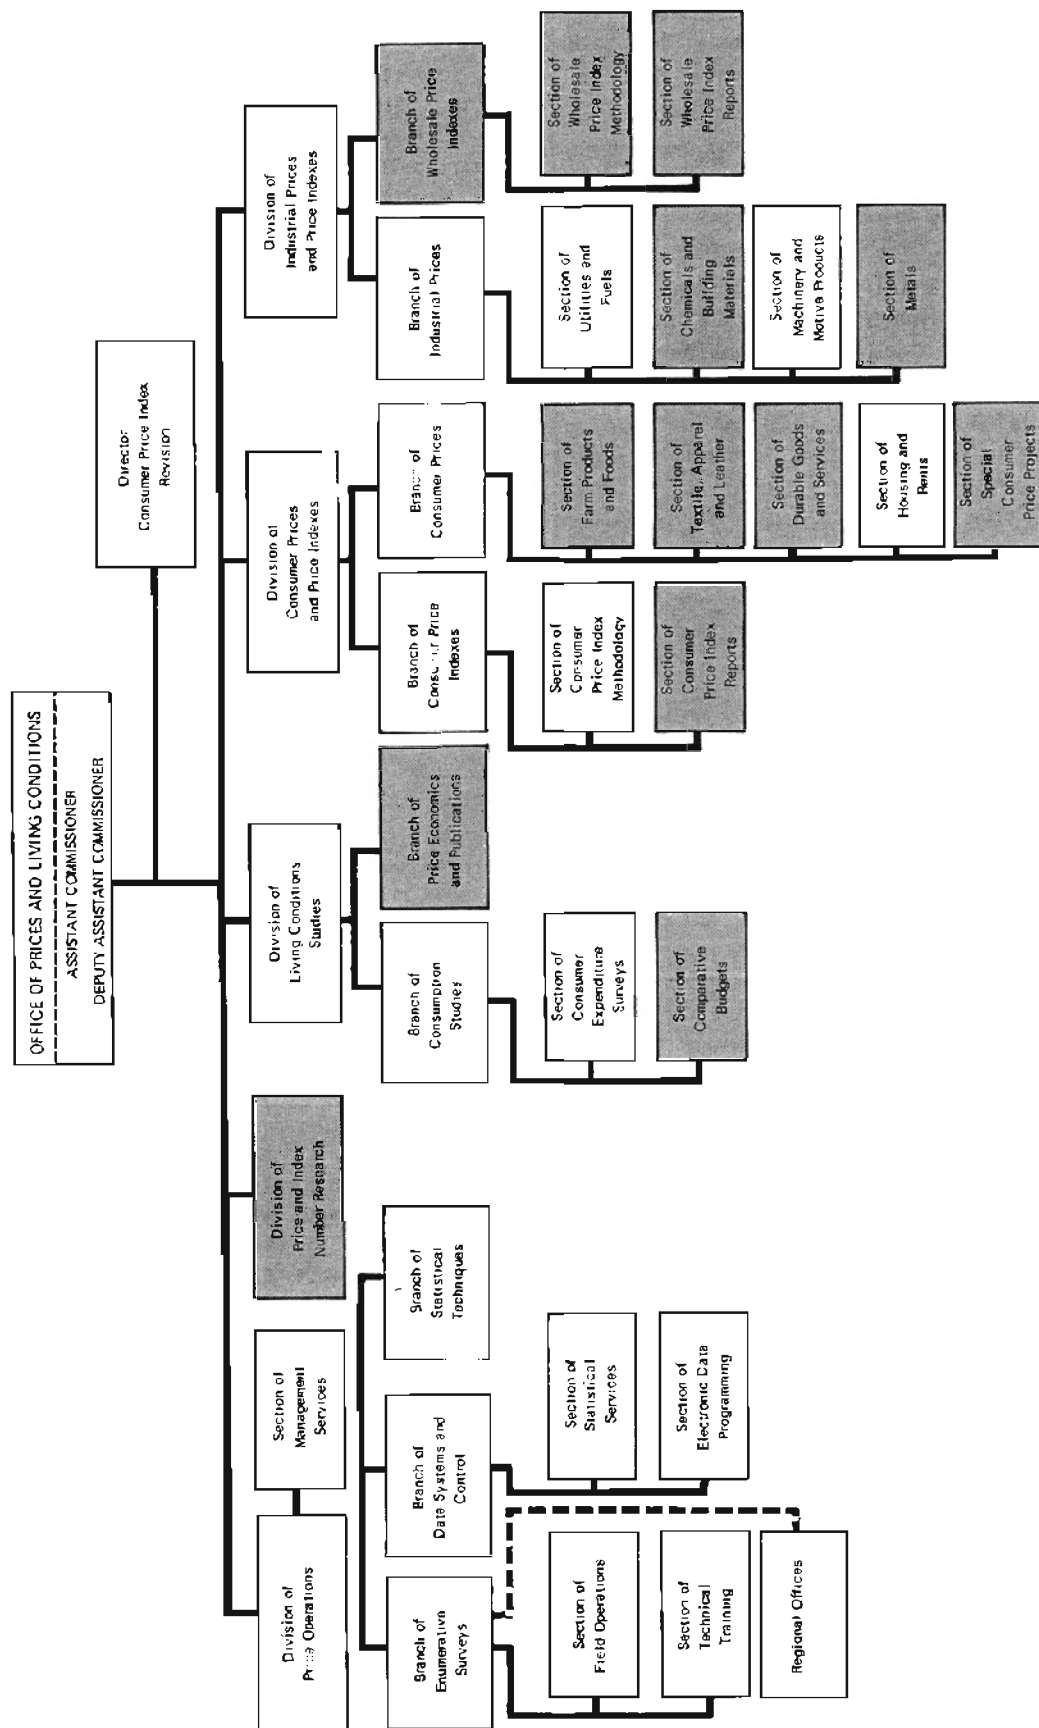 OFFICE OF PRICES AND LIVING CONDITIONS
ASSISTANT COMMISSIONER
DEPUTY ASSISTANT COMMISSIONER
Director
Consumer Price Index
Revision
Division of
Price Operations
Section of
Management
Services
Division of
Price and Index
Number Research
Division of
Living Conditions
Studies
Division of
Consumer Prices
and Price Indexes
Division of
Industrial Prices
and Price Indexes
Branch of
Enumerative
Surveys
Branch of
Data Systems and
Control
Branch of
Statistical
Techniques
Branch of
Consumption
Studies
Branch of
Price Economics
and Publications
Branch of
Consumer Price
Indexes
Branch of
Consumer Prices
Branch of
Industrial Prices
Branch of
Wholesale Price
Indexes
Section of
Field Operations
Section of
Technical
Training
Regional Offices
Section of
Statistical
Services
Section of
Electronic Data
Programming
Section of
Consumer
Expenditure
Surveys
Section of
Comparative
Budgets
Section of
Consumer
Price Index
Methodology
Section of
Consumer
Price Index
Reports
Section of
Farm Products
and Foods
Section of
Textile, Apparel
and Leather
Section of
Durable Goods
and Services
Section of
Housing and
Rents
Section of
Special
Consumer
Price Projects
Section of
Utilities and
Fuels
Section of
Chemicals and
Building
Materials
Section of
Machinery and
Motive Products
Section of
Metals
Section of
Wholesale
Price Index
Methodology
Section of
Wholesale
Price Index
Reports